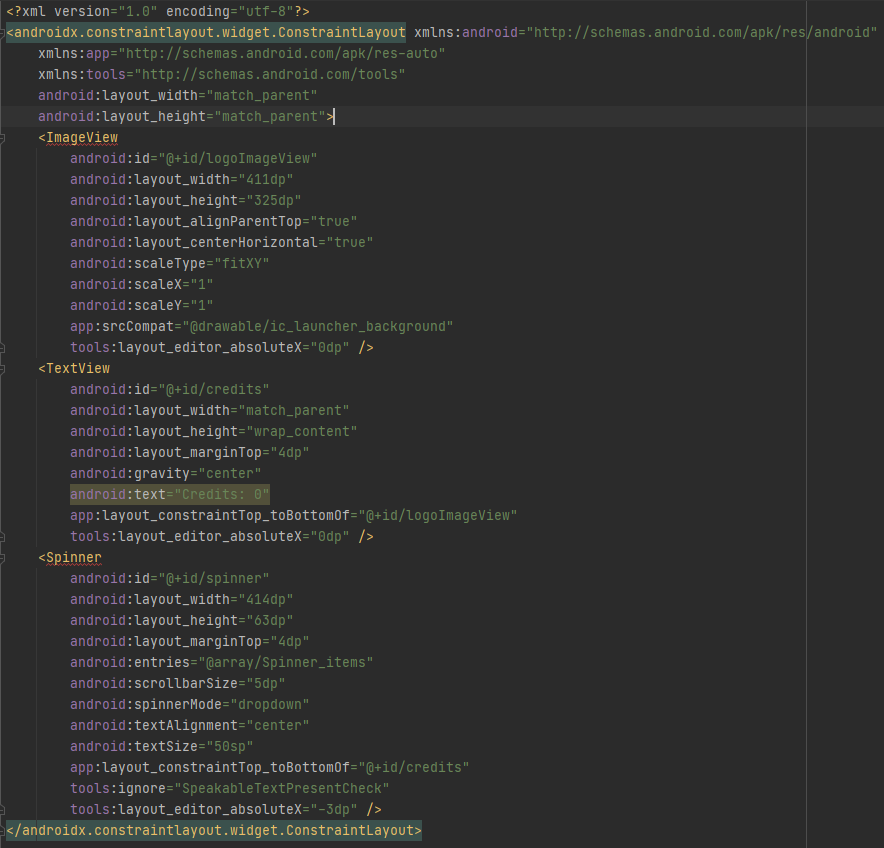 <?xml version="1.0" encoding="utf-8"?>
<androidx.constraintlayout.widget.ConstraintLayout xmlns:android="http://schemas.android.com/apk/res/android"
    xmlns:app="http://schemas.android.com/apk/res-auto"
    xmlns:tools="http://schemas.android.com/tools"
    android:layout_width="match_parent"
    android:layout_height="match_parent">
    <ImageView
        android:id="@+id/logoImageView"
        android:layout_width="411dp"
        android:layout_height="325dp"
        android:layout_alignParentTop="true"
        android:layout_centerHorizontal="true"
        android:scaleType="fitXY"
        android:scaleX="1"
        android:scaleY="1"
        app:srcCompat="@drawable/ic_launcher_background"
        tools:layout_editor_absoluteX="0dp" />
    <TextView
        android:id="@+id/credits"
        android:layout_width="match_parent"
        android:layout_height="wrap_content"
        android:layout_marginTop="4dp"
        android:gravity="center"
        android:text="Credits: 0"
        app:layout_constraintTop_toBottomOf="@+id/logoImageView"
        tools:layout_editor_absoluteX="0dp" />
    <Spinner
        android:id="@+id/spinner"
        android:layout_width="414dp"
        android:layout_height="63dp"
        android:layout_marginTop="4dp"
        android:entries="@array/Spinner_items"
        android:scrollbarSize="5dp"
        android:spinnerMode="dropdown"
        android:textAlignment="center"
        android:textSize="50sp"
        app:layout_constraintTop_toBottomOf="@+id/credits"
        tools:ignore="SpeakableTextPresentCheck"
        tools:layout_editor_absoluteX="-3dp" />
</androidx.constraintlayout.widget.ConstraintLayout>